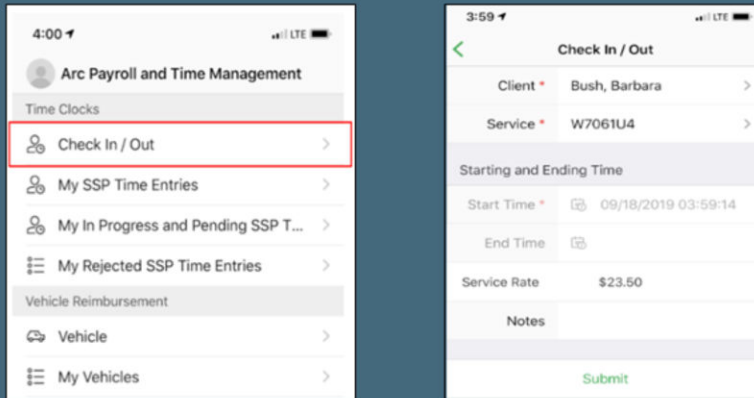 4:00
LTE
Arc Payroll and Time Management
Time Clocks
Check In / Out
My SSP Time Entries
My In Progress and Pending SSP T...
My Rejected SSP Time Entries
Vehicle Reimbursement
Vehicle
My Vehicles
3:59
LTE
Check In / Out
Client * Bush, Barbara
Service * W7061U4
Starting and Ending Time
Start Time * 09/18/2019 03:59:14
End Time
Service Rate $23.50
Notes
Submit